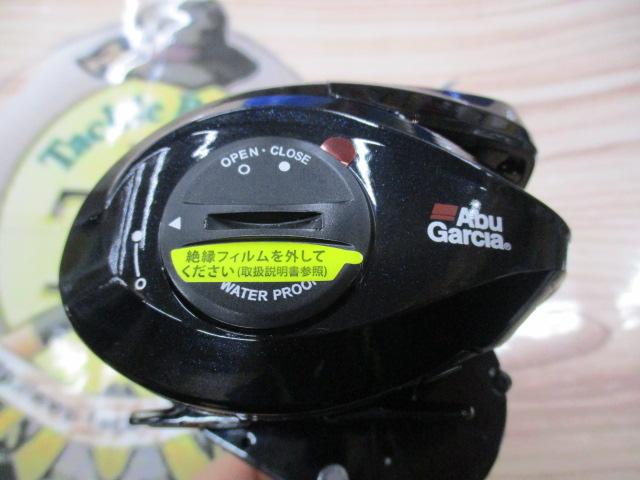 Tackle
OPEN · CLOSE
絶縁フィルムを外して
ください(取扱説明書参照)
WATER PROOF
Abu
Garcia®